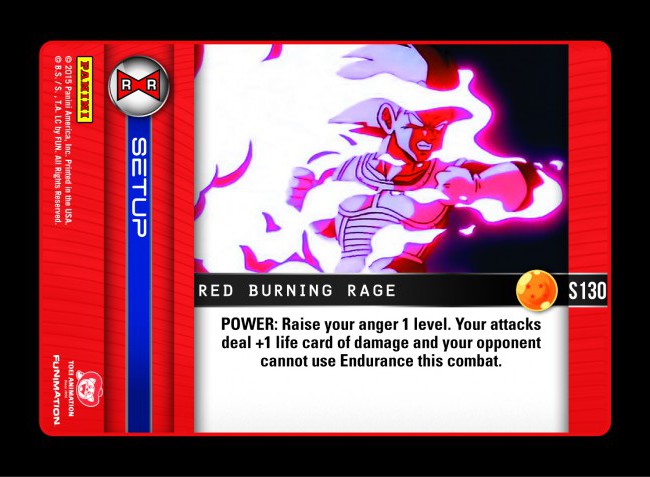 PANINI
© 2015 Panini America, Inc. Printed in the USA.
© B.S./ S., T.A. LC by FUN. All Rights Reserved.
R R
SETUP
RED BURNING RAGE
S130
POWER: Raise your anger 1 level. Your attacks
deal +1 life card of damage and your opponent
cannot use Endurance this combat.
TOEI ANIMATION
FUNIMATION